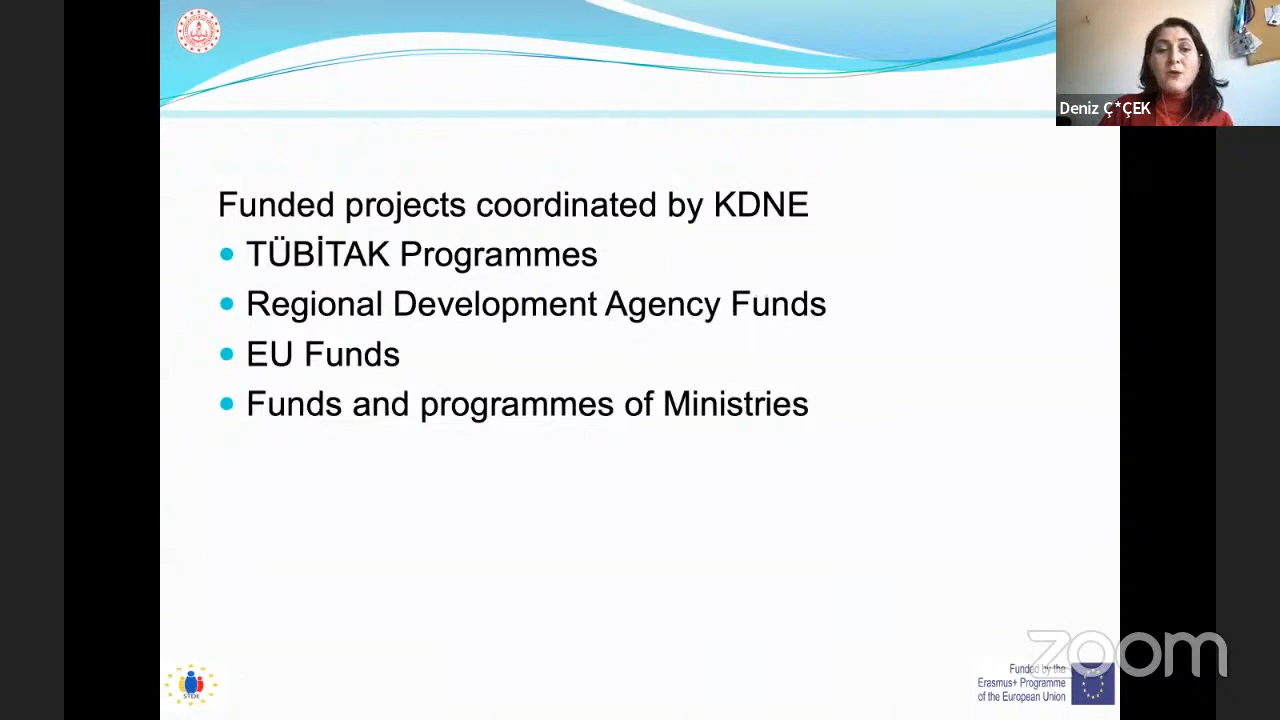 Deniz Ç*ÇEK
Funded projects coordinated by KDNE
TÜBİTAK Programmes
Regional Development Agency Funds
EU Funds
Funds and programmes of Ministries
zoom
Funded by the
Erasmus+ Programme
of the European Union
STDE